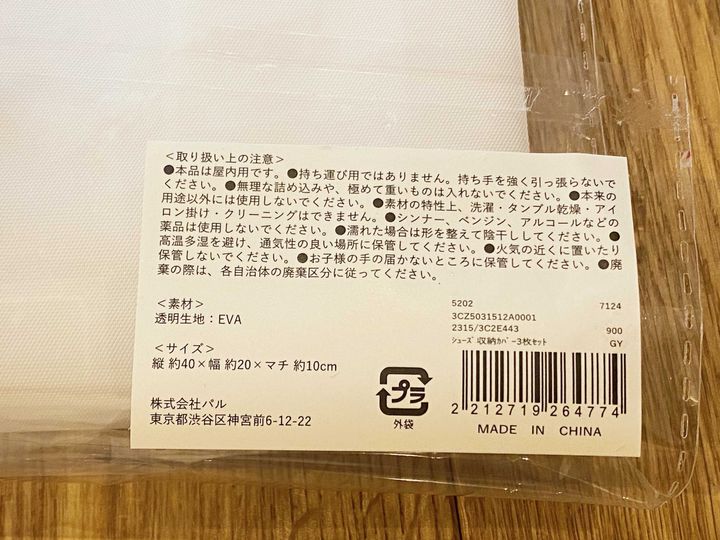 ＜取り扱い上の注意＞
●本品は屋内用です。●持ち運び用ではありません。持ち手を強く引っ張らないで
ください。●無理な詰め込みや、極めて重いものは入れないでください。●本来の
用途以外には使用しないでください。●素材の特性上、洗濯・タンブル乾燥・アイ
ロン掛け・クリーニングはできません。●シンナー、ベンジン、アルコールなどの
薬品は使用しないでください。●濡れた場合は形を整えて陰干ししてください。●
高温多湿を避け、通気性の良い場所に保管してください。●火気の近くに置いたり
保管しないでください。●お子様の手の届かないところに保管してください。●廃
棄の際は、各自治体の廃棄区分に従ってください。
＜素材＞
透明生地：EVA
＜サイズ＞
縦 約40×幅 約20×マチ 約10cm
株式会社パル
東京都渋谷区神宮前6-12-22
プラ
外袋
5202 7124
3CZ5031512A0001
2315/3C2E443 900
ｼｭｰｽﾞ収納ｶﾊﾞｰ3枚ｾｯﾄ GY
2 212719 264774
MADE IN CHINA